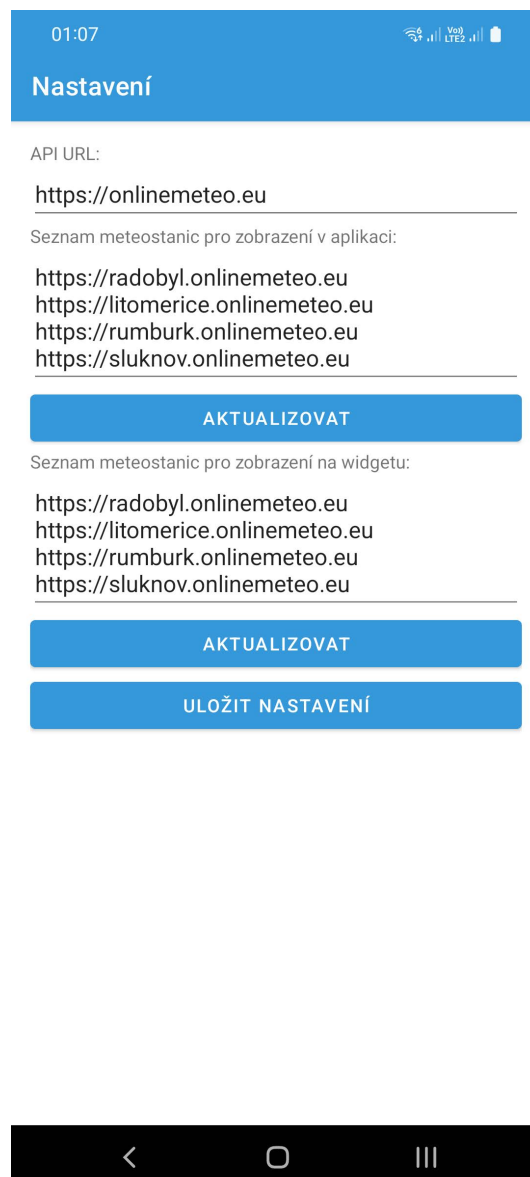 01:07
Vo))
LTE2
Nastavení
API URL:
https://onlinemeteo.eu
Seznam meteostanic pro zobrazení v aplikaci:
https://radobyl.onlinemeteo.eu
https://litomerice.onlinemeteo.eu
https://rumburk.onlinemeteo.eu
https://sluknov.onlinemeteo.eu
AKTUALIZOVAT
Seznam meteostanic pro zobrazení na widgetu:
https://radobyl.onlinemeteo.eu
https://litomerice.onlinemeteo.eu
https://rumburk.onlinemeteo.eu
https://sluknov.onlinemeteo.eu
AKTUALIZOVAT
ULOŽIT NASTAVENÍ